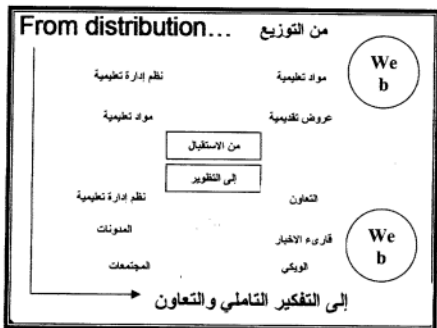 From distribution... من التوزيع
We
b
مواد تعليمية
نظم إدارة تعليمية
عروض تقديمية
مواد تعليمية
من الاستقبال
إلى التطوير
التعاون
نظم إدارة تعليمية
قارىء الاخبار
المدونات
We
b
الويكي
المجتمعات
إلى التفكير التاملي والتعاون